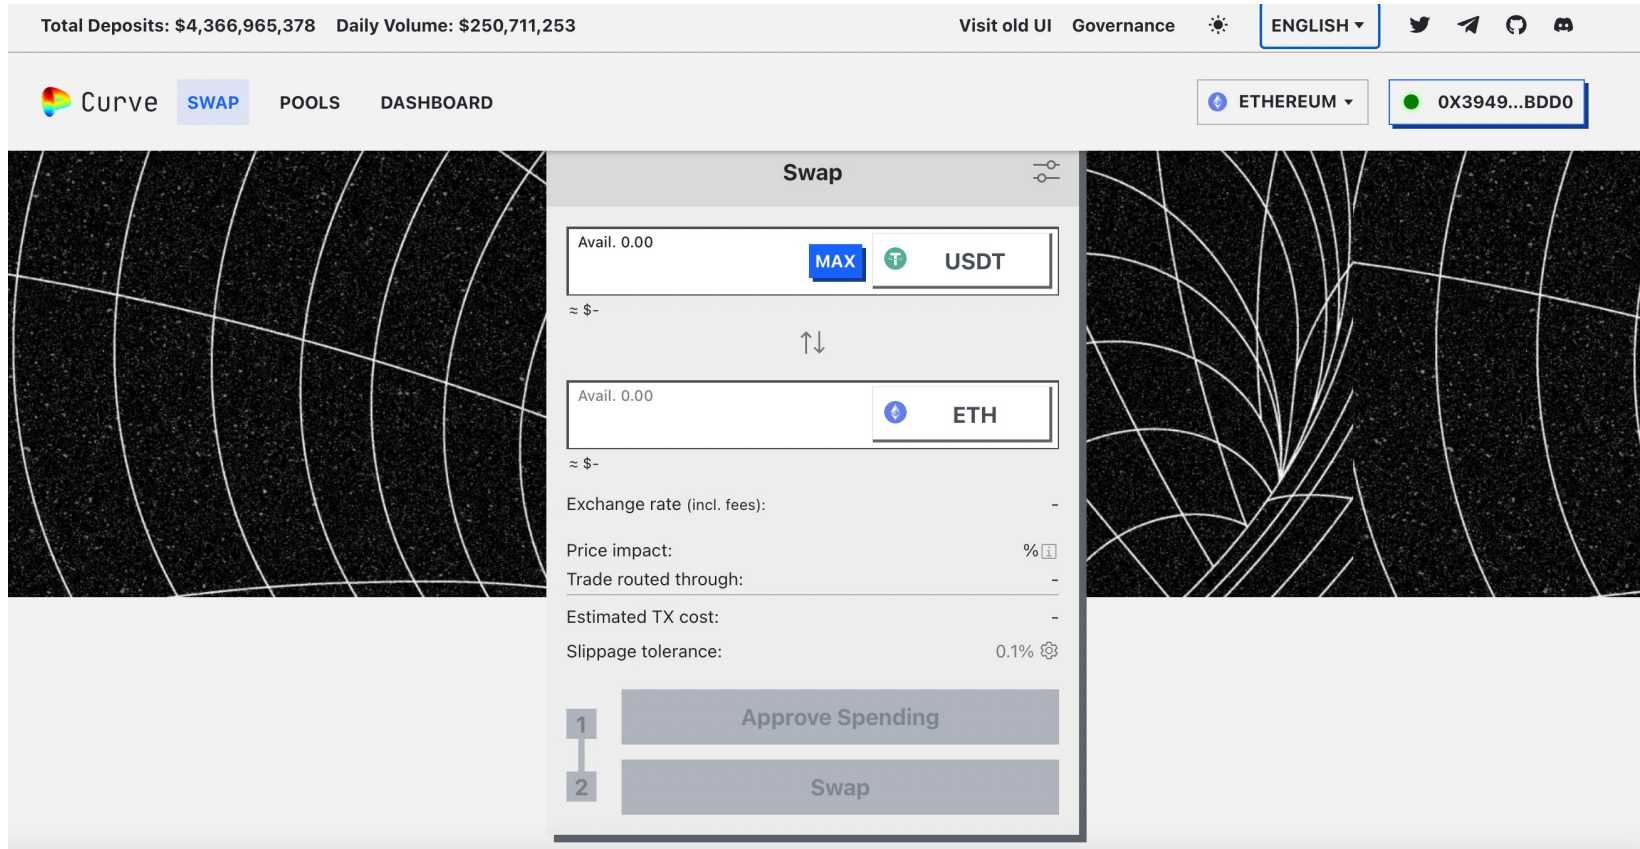 Total Deposits: $4,366,965,378 Daily Volume: $250,711,253 Visit old UI Governance ENGLISH
Curve SWAP POOLS DASHBOARD ETHEREUM 0X3949...BDD0
Swap
Avail. 0.00
MAX USDT
≈ $-
Avail. 0.00
ETH
≈ $-
Exchange rate (incl. fees): -
Price impact: %
Trade routed through: -
Estimated TX cost: -
Slippage tolerance: 0.1%
1 Approve Spending
2 Swap